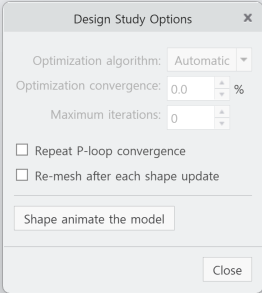 Design Study Options
Optimization algorithm: Automatic
Optimization convergence: 0.0 %
Maximum iterations: 0
Repeat P-loop convergence
Re-mesh after each shape update
Shape animate the model
Close